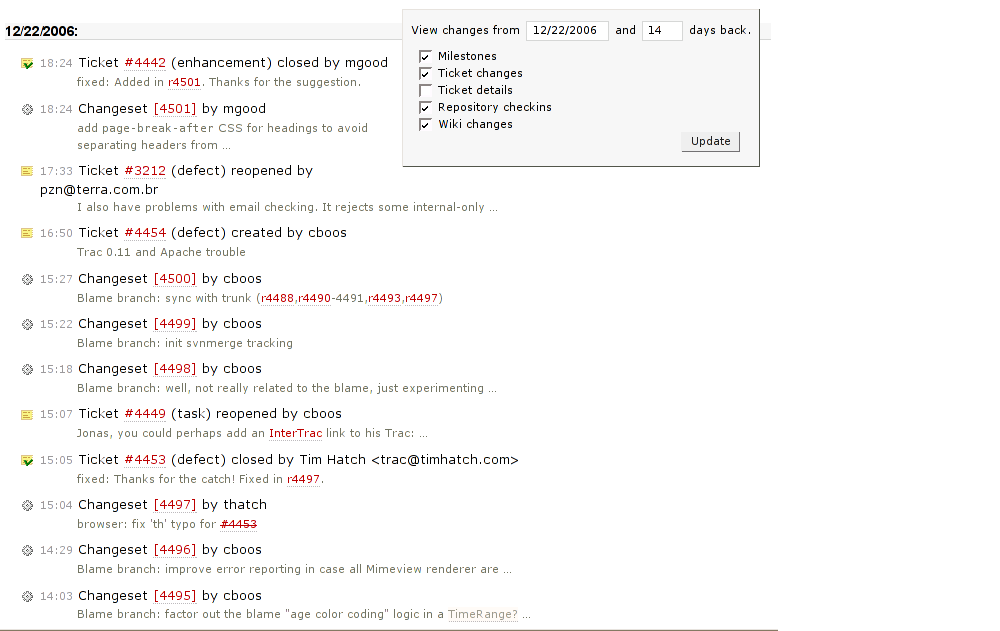 12/22/2006:
View changes from 12/22/2006 and 14 days back.
Milestones
Ticket changes
Ticket details
Repository checkins
Wiki changes
Update
18:24 Ticket #4442 (enhancement) closed by mgood
fixed: Added in r4501. Thanks for the suggestion.
18:24 Changeset [4501] by mgood
add page-break-after CSS for headings to avoid
separating headers from ...
17:33 Ticket #3212 (defect) reopened by
pzn@terra.com.br
I also have problems with email checking. It rejects some internal-only ...
16:50 Ticket #4454 (defect) created by cboos
Trac 0.11 and Apache trouble
15:27 Changeset [4500] by cboos
Blame branch: sync with trunk (r4488,r4490-4491,r4493,r4497)
15:22 Changeset [4499] by cboos
Blame branch: init svnmerge tracking
15:18 Changeset [4498] by cboos
Blame branch: well, not really related to the blame, just experimenting ...
15:07 Ticket #4449 (task) reopened by cboos
Jonas, you could perhaps add an InterTrac link to his Trac: ...
15:05 Ticket #4453 (defect) closed by Tim Hatch <trac@timhatch.com>
fixed: Thanks for the catch! Fixed in r4497.
15:04 Changeset [4497] by thatch
browser: fix 'th' typo for #4453
14:29 Changeset [4496] by cboos
Blame branch: improve error reporting in case all Mimeview renderer are ...
14:03 Changeset [4495] by cboos
Blame branch: factor out the blame "age color coding" logic in a TimeRange? ...